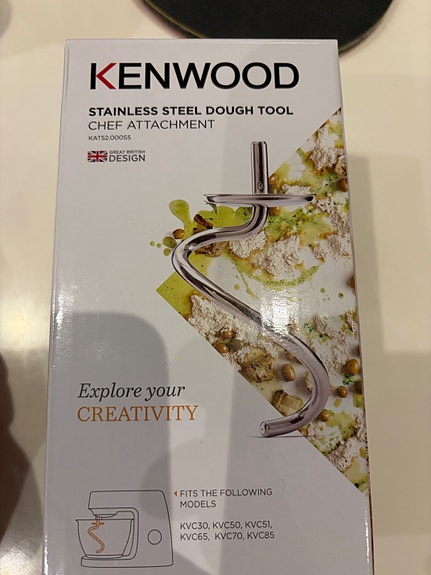 KENWOOD
STAINLESS STEEL DOUGH TOOL
CHEF ATTACHMENT
KAT52.000SS
GREAT BRITISH
DESIGN
Explore your
CREATIVITY
FITS THE FOLLOWING
MODELS
KVC30, KVC50, KVC51,
KVC65, KVC70, KVC85